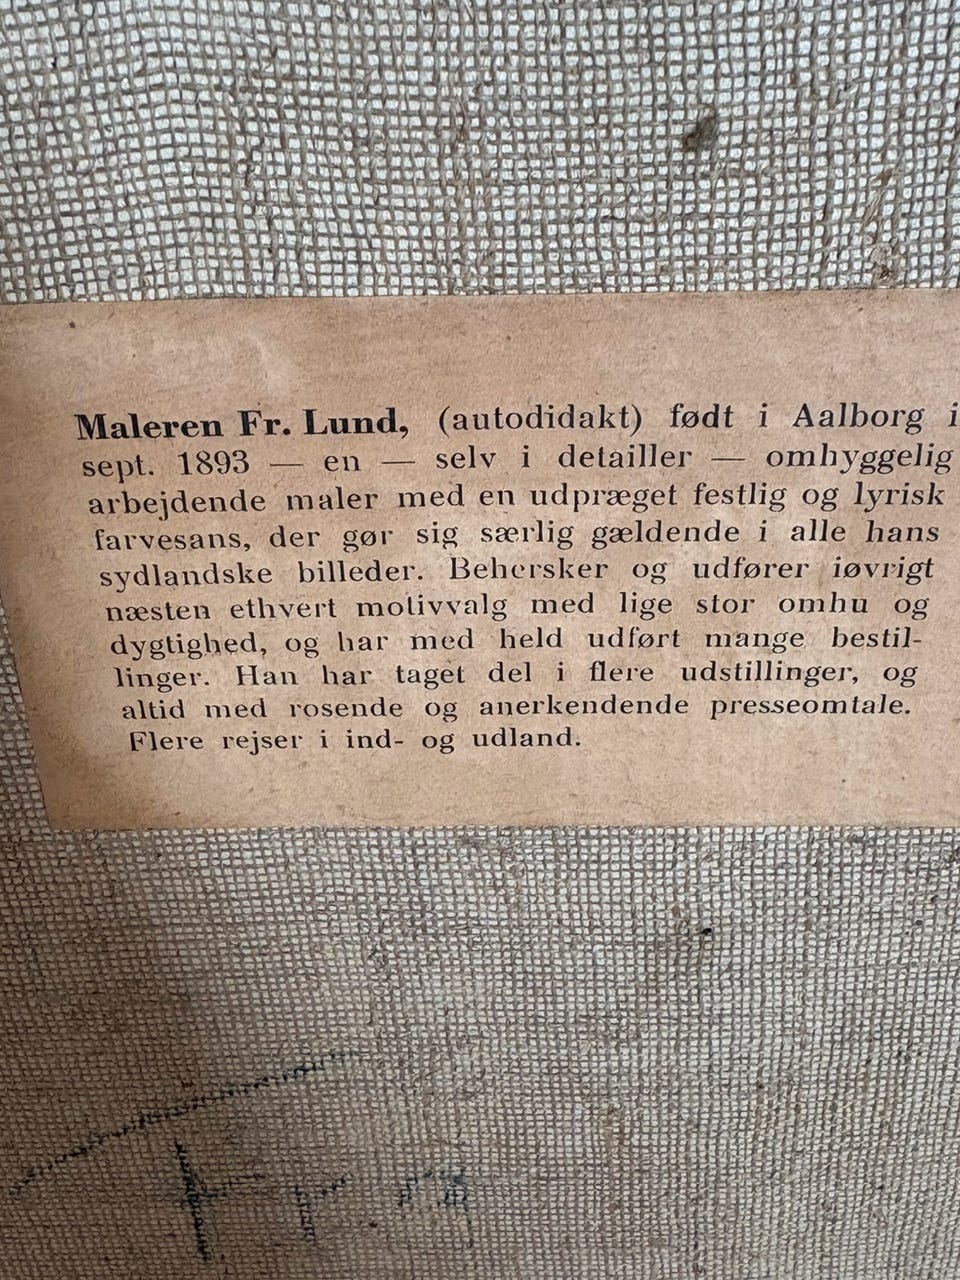 Maleren Fr. Lund, (autodidakt) født i Aalborg i
sept. 1893 — en — selv i detailler — omhyggelig
arbejdende maler med en udpræget festlig og lyrisk
farvesans, der gør sig særlig gældende i alle hans
sydlandske billeder. Behersker og udfører iøvrigt
næsten ethvert motivvalg med lige stor omhu og
dygtighed, og har med held udført mange bestil-
linger. Han har taget del i flere udstillinger, og
altid med rosende og anerkendende presseomtale.
Flere rejser i ind- og udland.